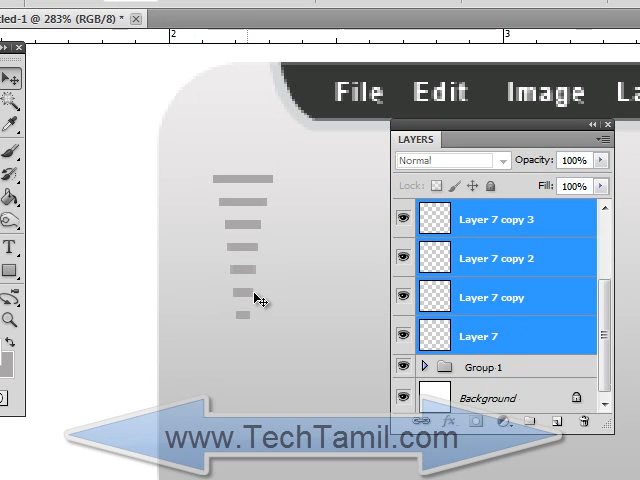 tled-1 @ 283% (RGB/8) *
2
3
File Edit Image La
LAYERS
Normal
Opacity: 100%
Lock:
Fill: 100%
Layer 7 copy 3
Layer 7 copy 2
Layer 7 copy
Layer 7
Group 1
Background
www.TechTamil.com